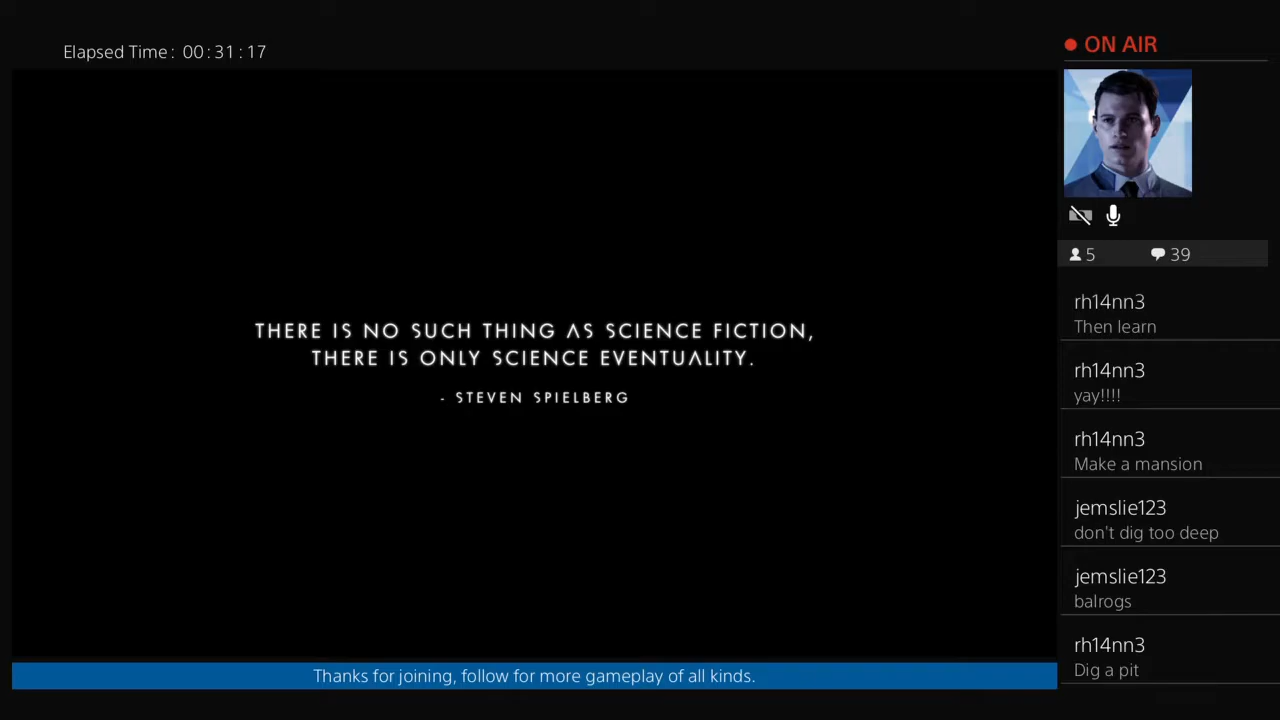 Elapsed Time: 00:31:17
ON AIR
5 39
THERE IS NO SUCH THING AS SCIENCE FICTION,
THERE IS ONLY SCIENCE EVENTUALITY.
- STEVEN SPIELBERG
rh14nn3
Then learn
rh14nn3
yay!!!!
rh14nn3
Make a mansion
jemslie123
don't dig too deep
jemslie123
balrogs
rh14nn3
Dig a pit
Thanks for joining, follow for more gameplay of all kinds.